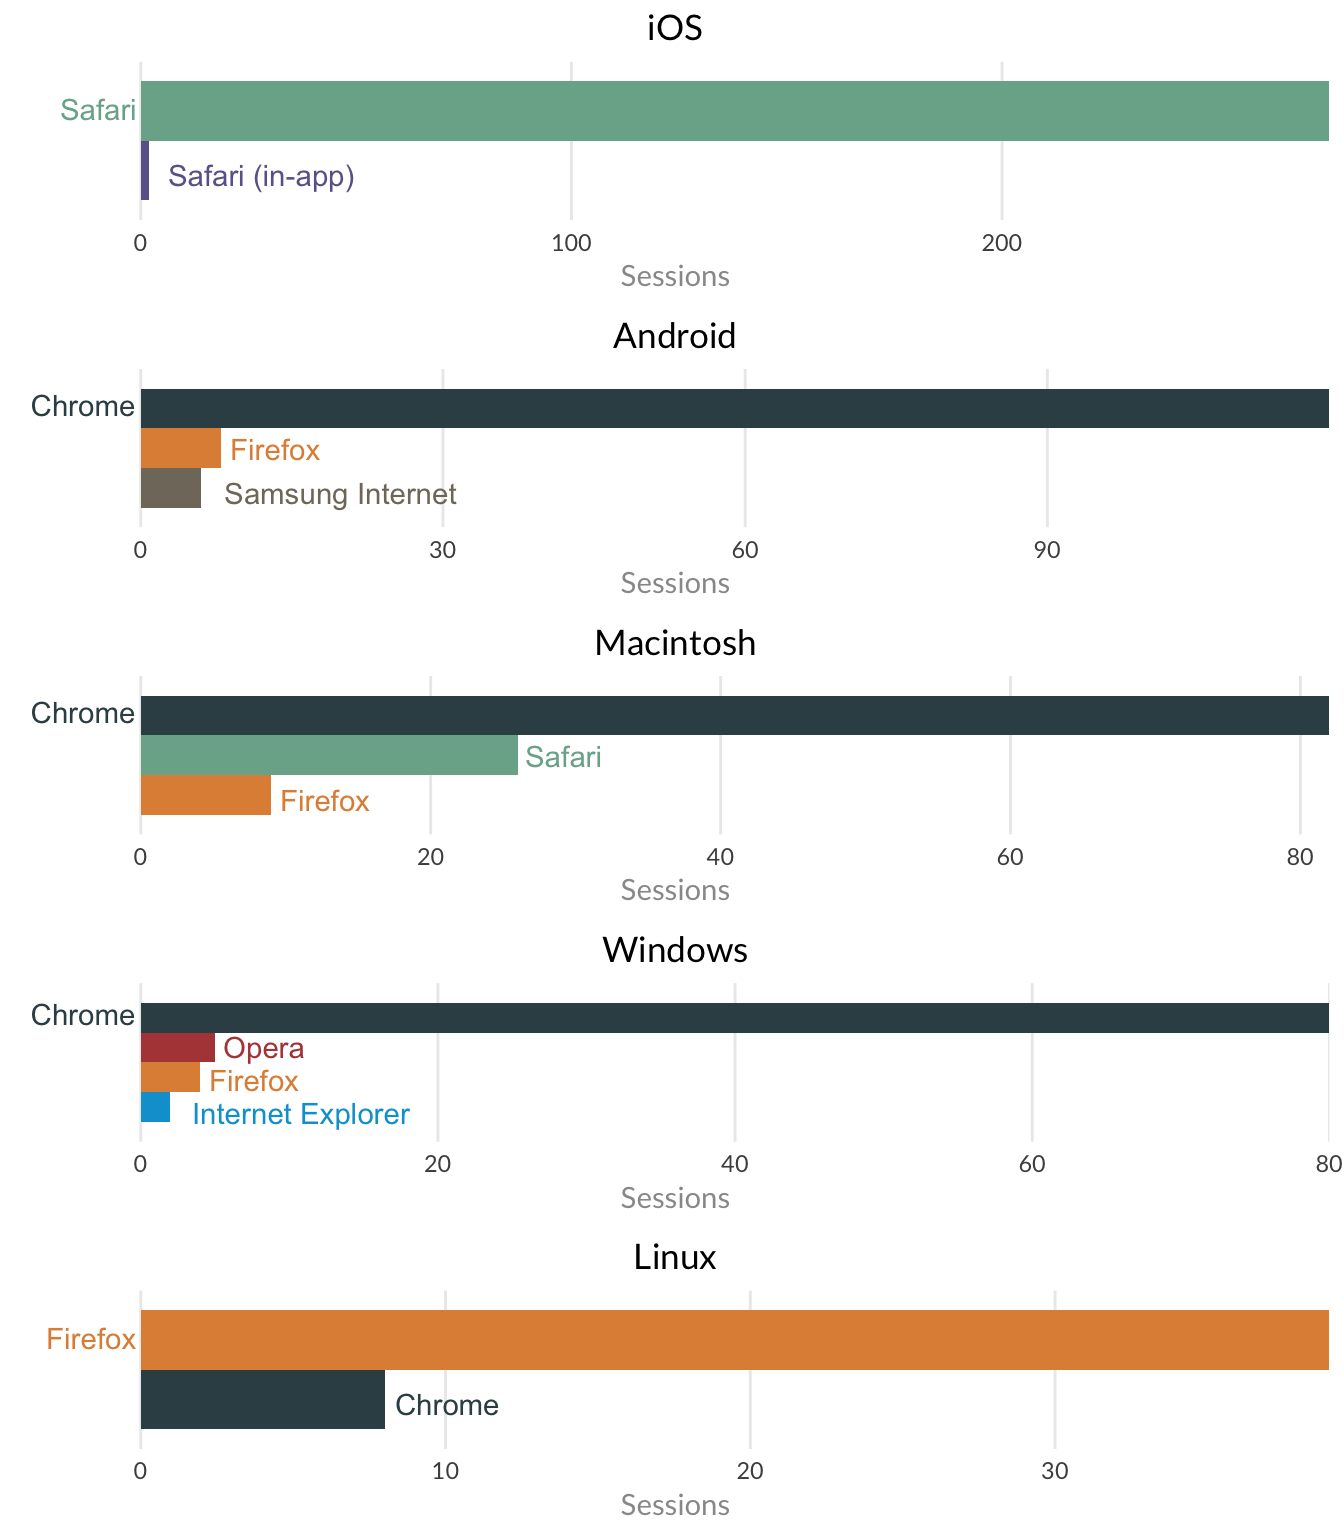 iOS
Safari
Safari (in-app)
0 100 200
Sessions
Android
Chrome
Firefox
Samsung Internet
0 30 60 90
Sessions
Macintosh
Chrome
Safari
Firefox
0 20 40 60 80
Sessions
Windows
Chrome
Opera
Firefox
Internet Explorer
0 20 40 60 80
Sessions
Linux
Firefox
Chrome
0 10 20 30
Sessions